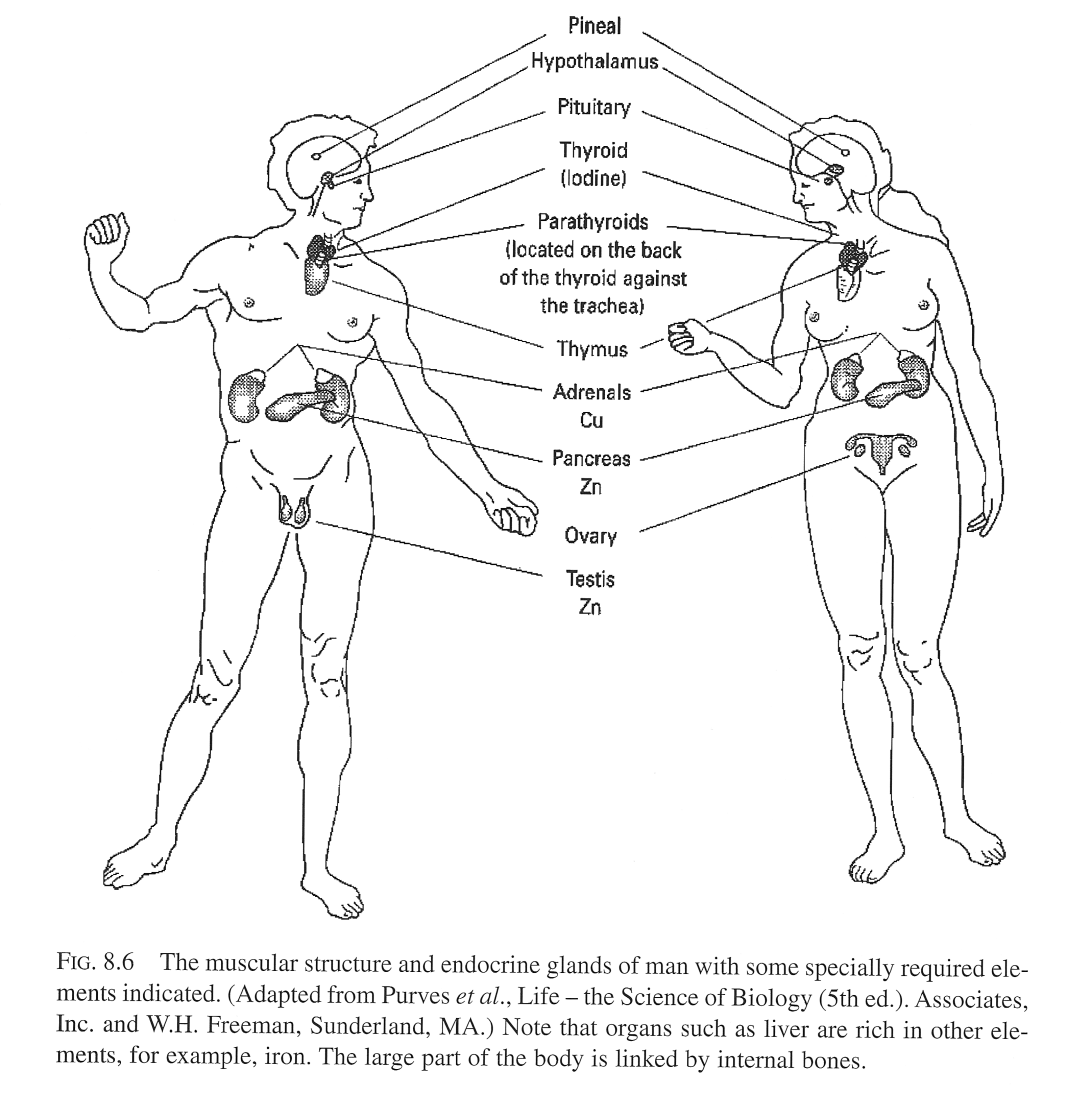 Pineal
Hypothalamus
Pituitary
Thyroid
(Iodine)
Parathyroids
(located on the back
of the thyroid against
the trachea)
Thymus
Adrenals
Cu
Pancreas
Zn
Ovary
Testis
Zn
FIG. 8.6 The muscular structure and endocrine glands of man with some specially required ele-
ments indicated. (Adapted from Purves et al., Life – the Science of Biology (5th ed.). Associates,
Inc. and W.H. Freeman, Sunderland, MA.) Note that organs such as liver are rich in other ele-
ments, for example, iron. The large part of the body is linked by internal bones.